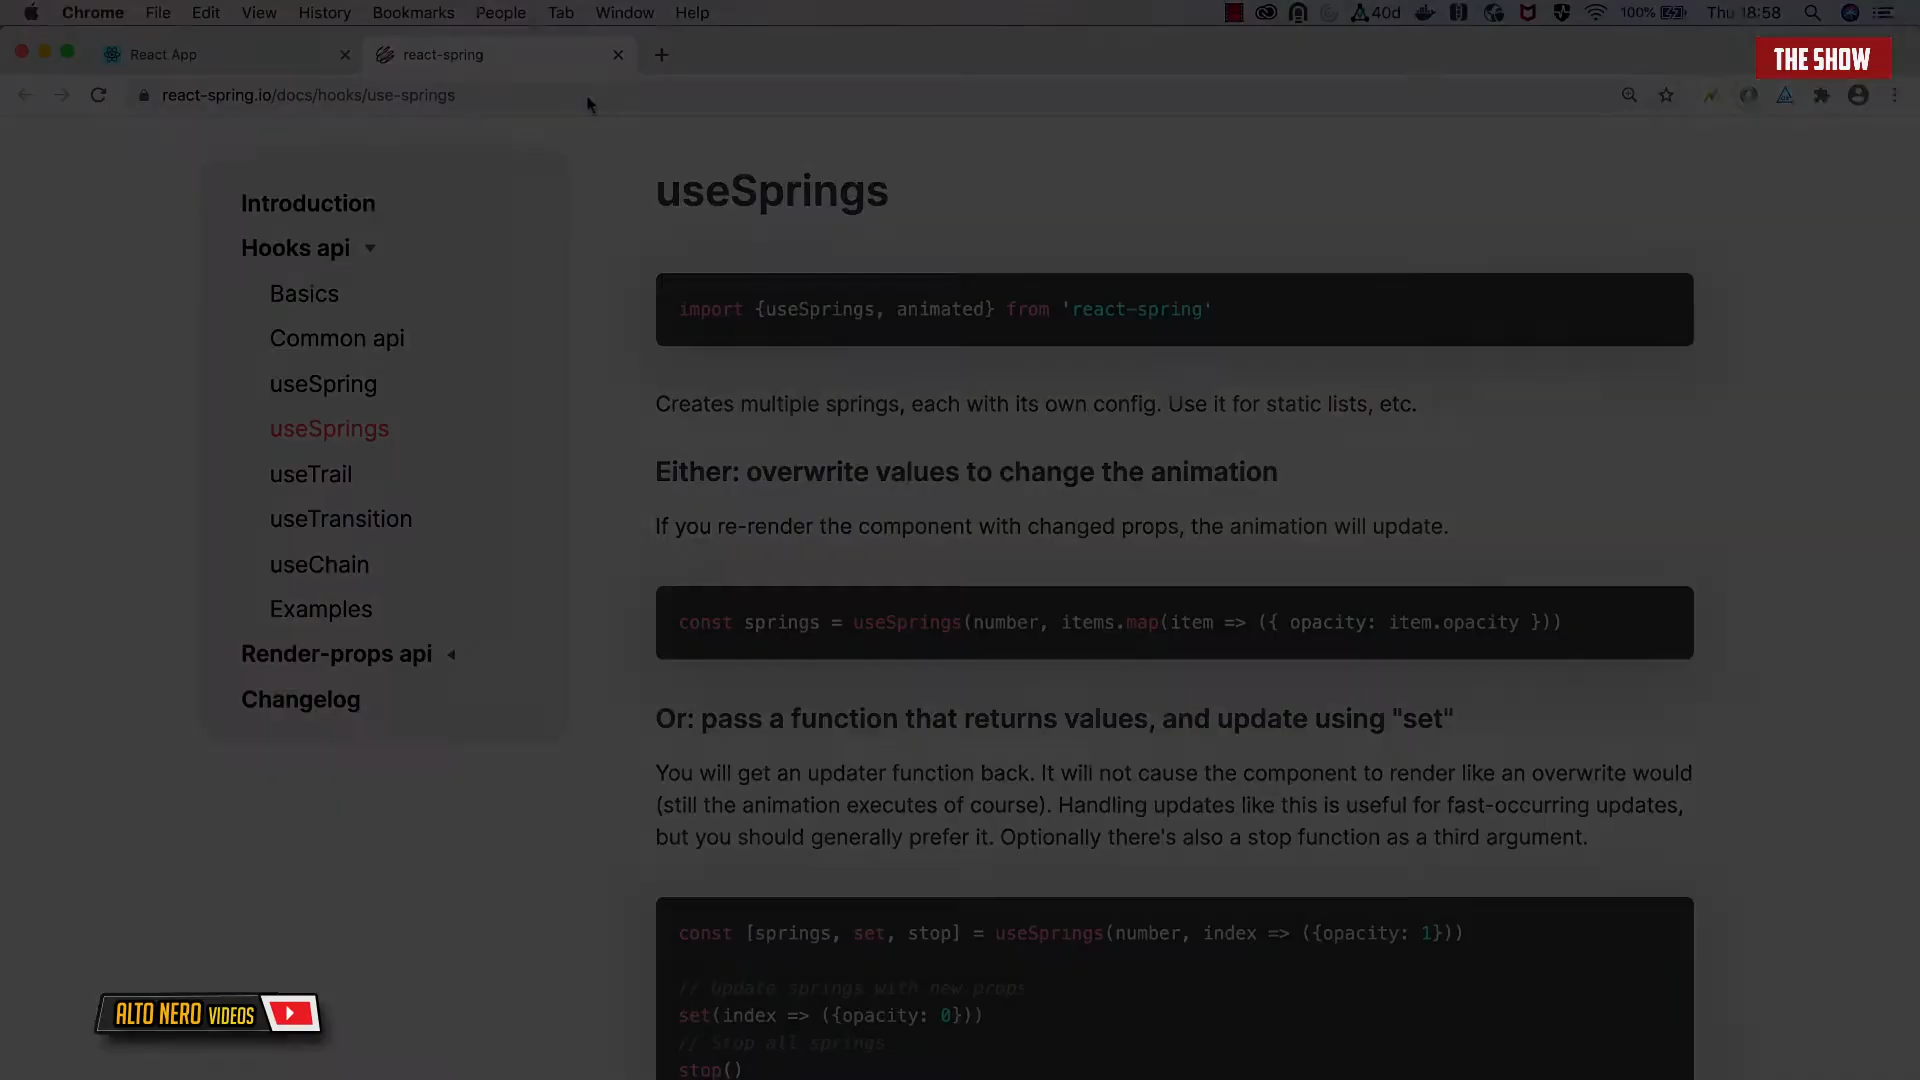 Chrome File Edit View History Bookmarks People Tab Window Help 40d 100% Thu 18:58
React App react-spring
THE SHOW
react-spring.io/docs/hooks/use-springs
Introduction
Hooks api
Basics
Common api
useSpring
useSprings
useTrail
useTransition
useChain
Examples
Render-props api
Changelog
useSprings
import {useSprings, animated} from 'react-spring'
Creates multiple springs, each with its own config. Use it for static lists, etc.
Either: overwrite values to change the animation
If you re-render the component with changed props, the animation will update.
const springs = useSprings(number, items.map(item => ({ opacity: item.opacity }))
Or: pass a function that returns values, and update using "set"
You will get an updater function back. It will not cause the component to render like an overwrite would
(still the animation executes of course). Handling updates like this is useful for fast-occurring updates,
but you should generally prefer it. Optionally there's also a stop function as a third argument.
const [springs, set, stop] = useSprings(number, index => ({opacity: 1}))
// Update springs with new props
set(index => ({opacity: 0}))
// Stop all springs
stop()
ALTO NERO VIDEOS